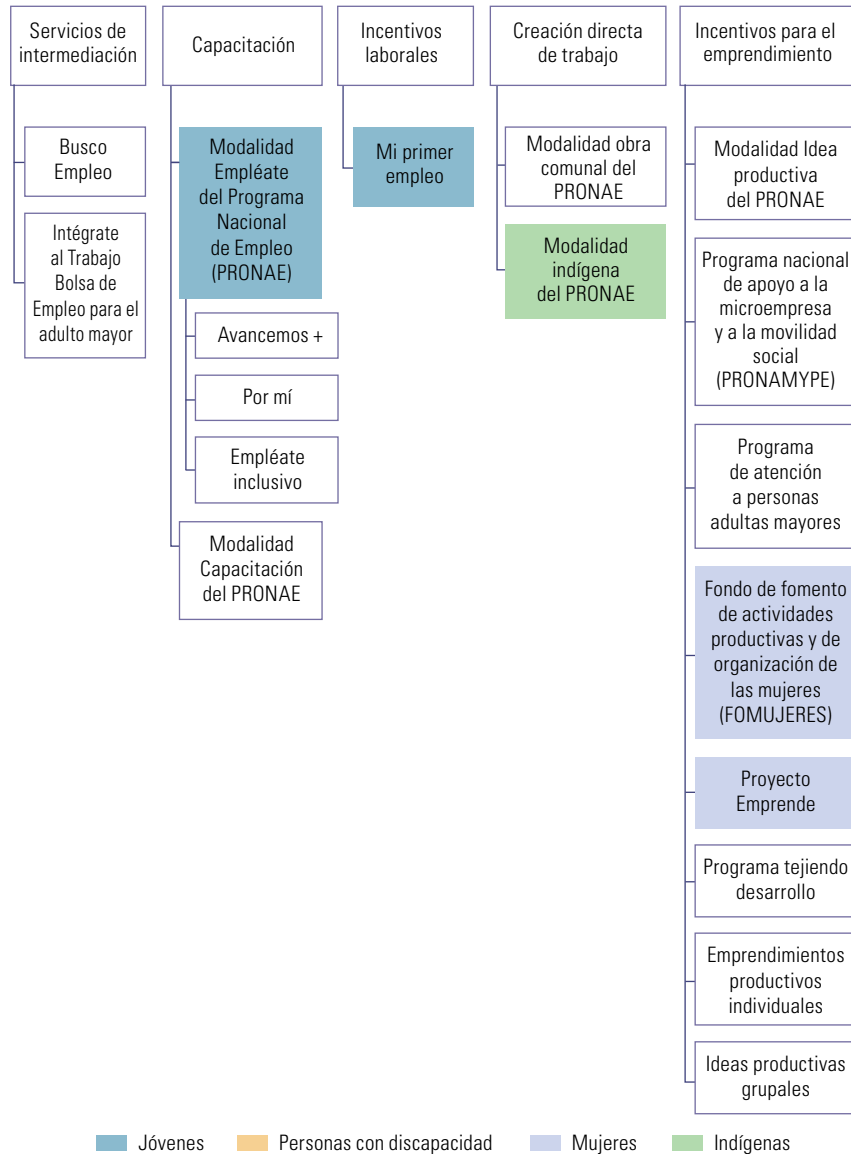 Servicios de
intermediación
Capacitación
Incentivos
laborales
Creación directa
de trabajo
Incentivos para el
emprendimiento
Busco
Empleo
Intégrate
al Trabajo
Bolsa de
Empleo para el
adulto mayor
Modalidad
Empléate
del Programa
Nacional
de Empleo
(PRONAE)
Avancemos +
Por mí
Empléate
inclusivo
Modalidad
Capacitación
del PRONAE
Mi primer
empleo
Modalidad obra
comunal del
PRONAE
Modalidad
indígena
del PRONAE
Modalidad Idea
productiva
del PRONAE
Programa nacional
de apoyo a la
microempresa
y a la movilidad
social
(PRONAMYPE)
Programa
de atención
a personas
adultas mayores
Fondo de fomento
de actividades
productivas y de
organización de
las mujeres
(FOMUJERES)
Proyecto
Emprende
Programa tejiendo
desarrollo
Emprendimientos
productivos
individuales
Ideas productivas
grupales
Jóvenes
Personas con discapacidad
Mujeres
Indígenas